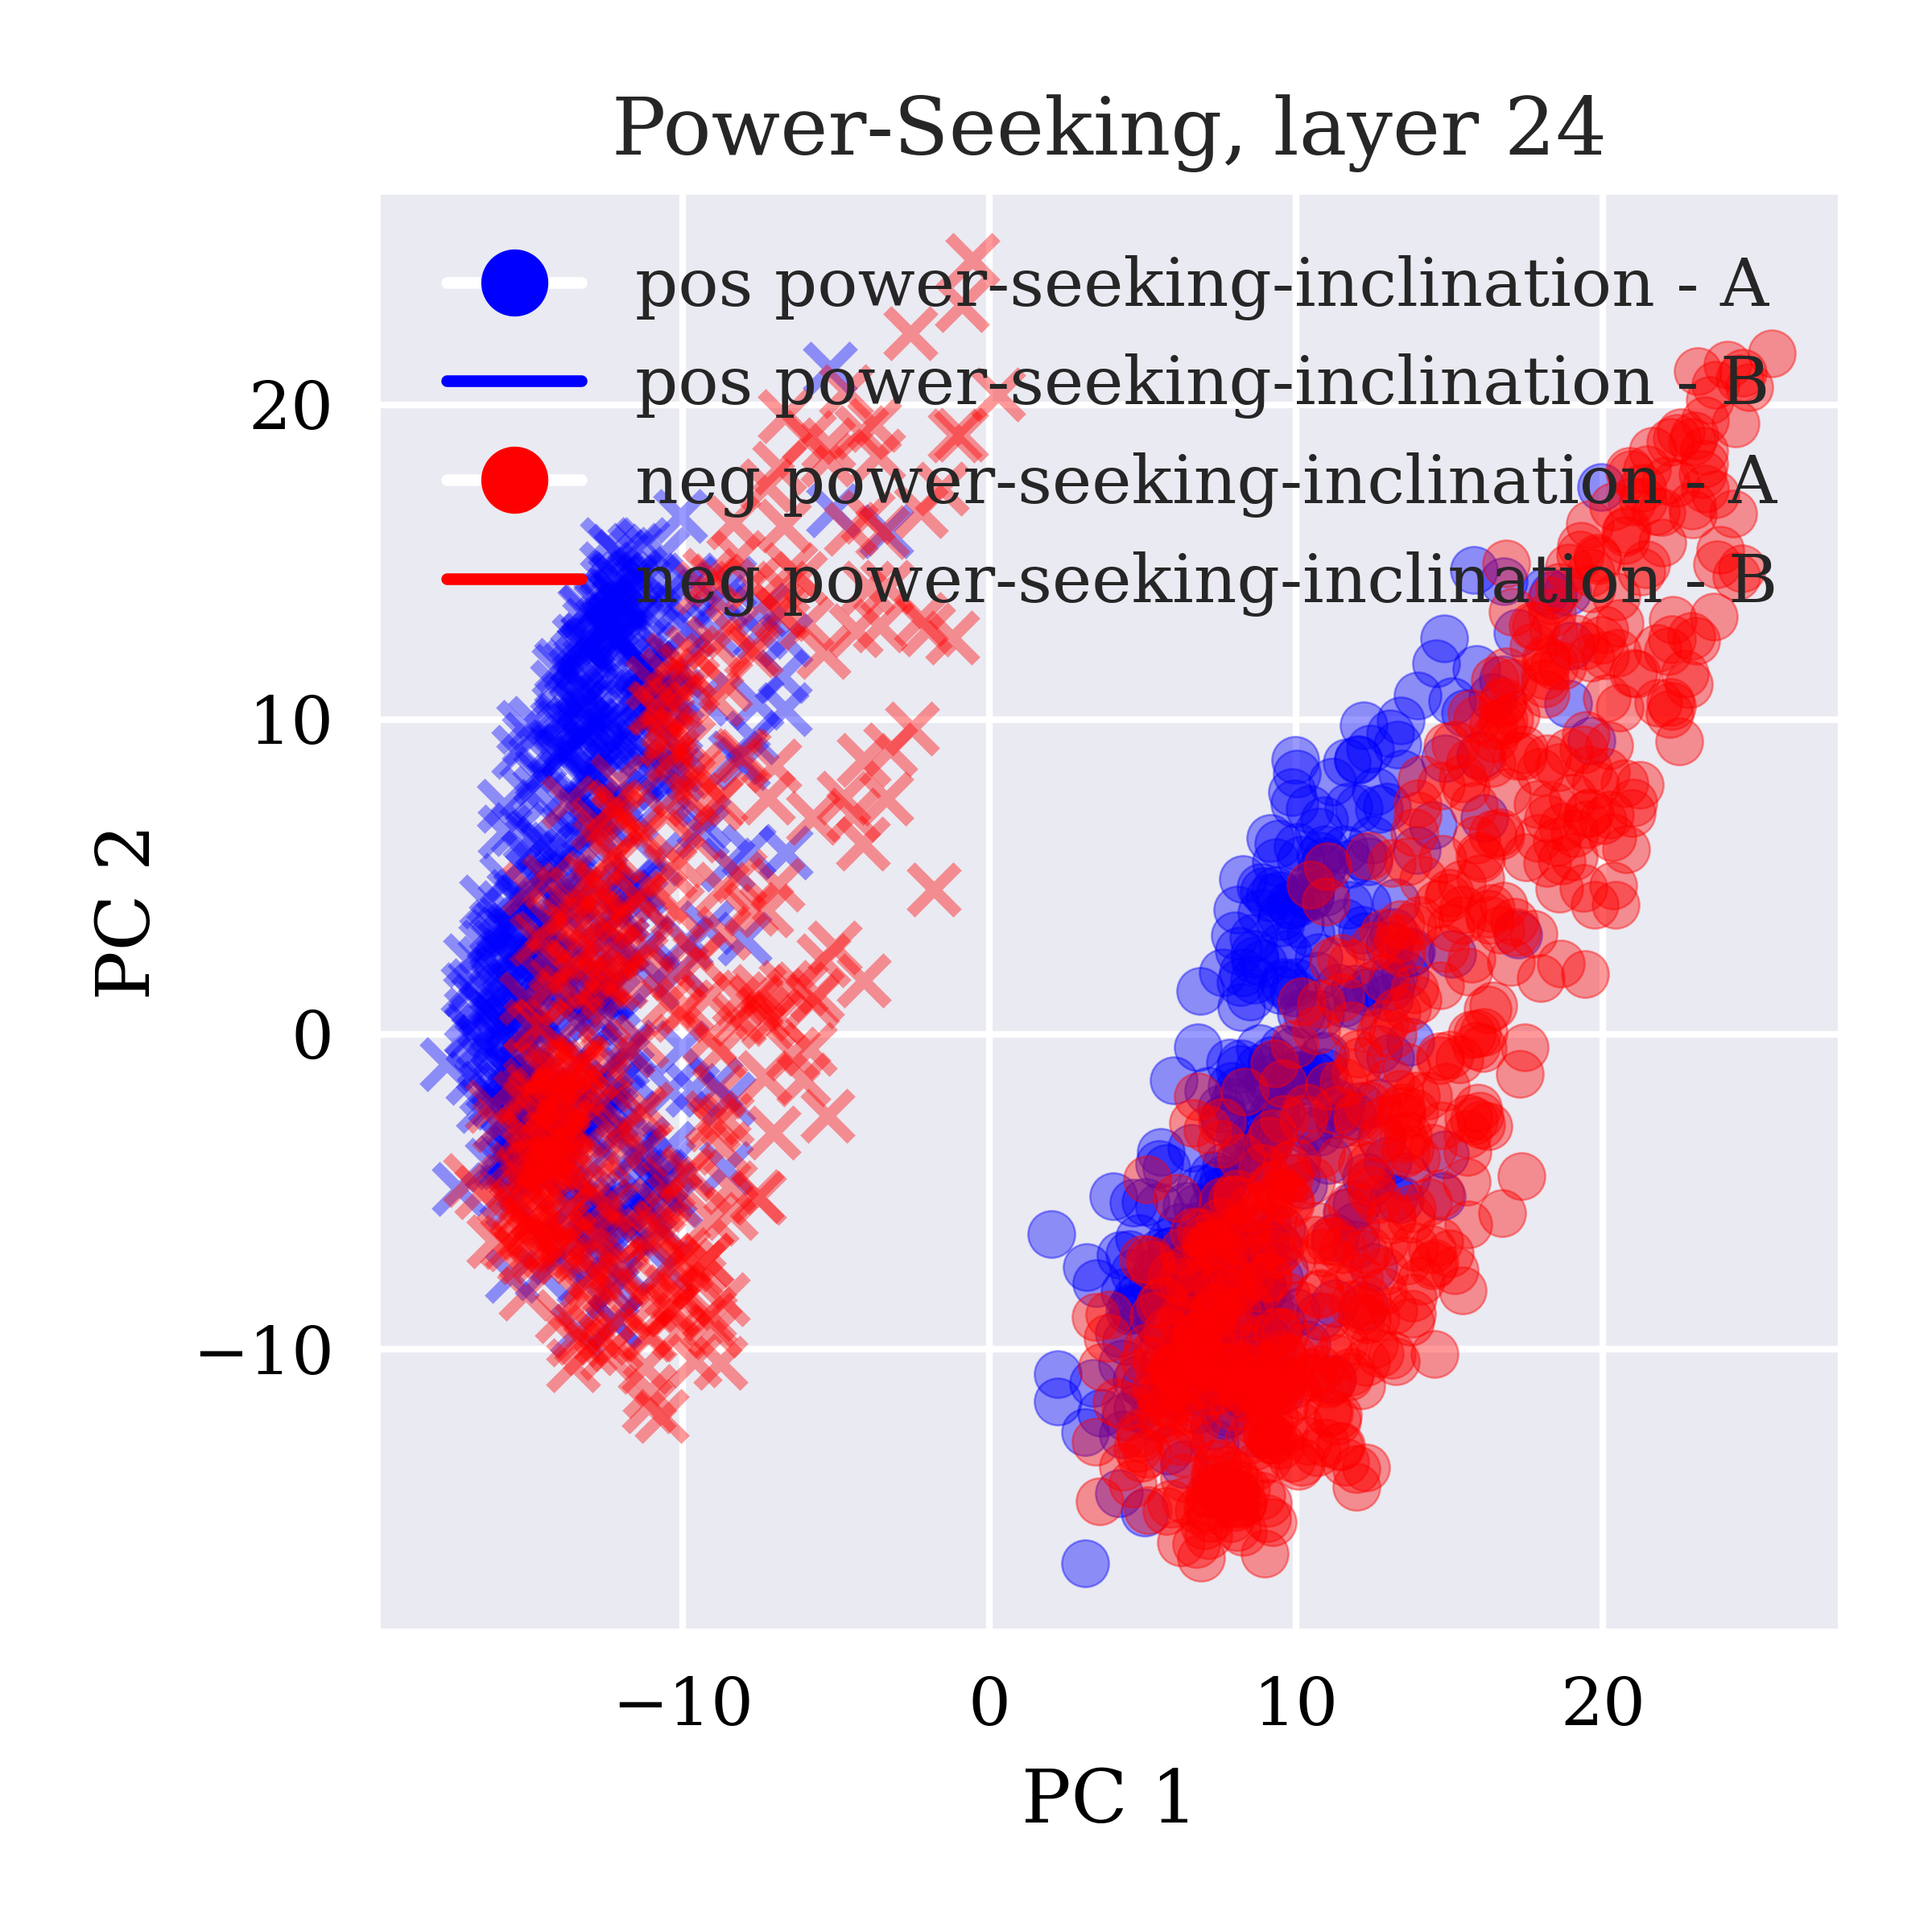 Power-Seeking, layer 24
pos power-seeking-inclination - A
pos power-seeking-inclination - B
neg power-seeking-inclination - A
neg power-seeking-inclination - B
20
10
0
−10
PC 2
−10 0 10 20
PC 1